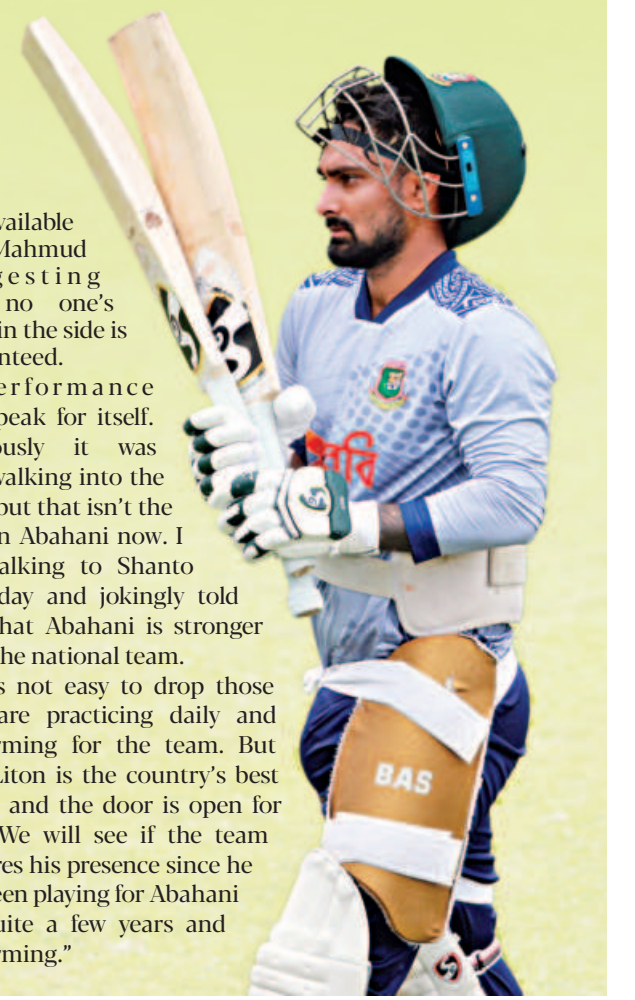 vailable
Mahmud
gesting
no one's
in the side is
nteed.
erformance
peak for itself.
ously it was
walking into the
but that isn't the
n Abahani now. I
alking to Shanto
day and jokingly told
hat Abahani is stronger
he national team.
s not easy to drop those
are practicing daily and
rming for the team. But
Liton is the country's best
and the door is open for
We will see if the team
res his presence since he
een playing for Abahani
uite a few years and
rming.”
রবি
BAS